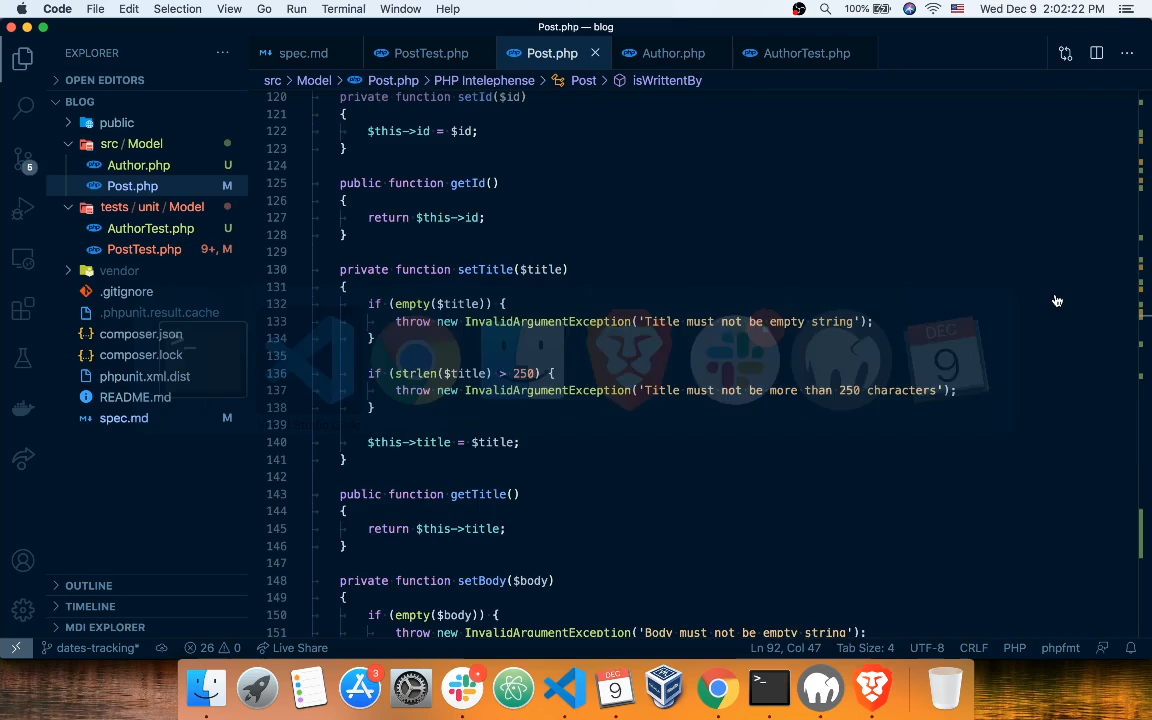 Code File Edit Selection View Go Run Terminal Window Help 100% Wed Dec 9 2:02:22 PM
Post.php — blog
EXPLORER ···
spec.md PostTest.php Post.php × Author.php AuthorTest.php ···
OPEN EDITORS
src > Model > Post.php > PHP Intelephense > Post > isWrittentBy
BLOG
public
src / Model
Author.php U
Post.php M
tests / unit / Model
AuthorTest.php U
PostTest.php 9+, M
vendor
.gitignore
.phpunit.result.cache
composer.json
composer.lock
phpunit.xml.dist
README.md
spec.md M
OUTLINE
TIMELINE
MDI EXPLORER
5
120 private function setId($id)
121 {
122 $this->id = $id;
123 }
124
125 public function getId()
126 {
127 return $this->id;
128 }
129
130 private function setTitle($title)
131 {
132 if (empty($title)) {
133 throw new InvalidArgumentException('Title must not be empty string');
134 }
135
136 if (strlen($title) > 250) {
137 throw new InvalidArgumentException('Title must not be more than 250 characters');
138 }
139
140 $this->title = $title;
141 }
142
143 public function getTitle()
144 {
145 return $this->title;
146 }
147
148 private function setBody($body)
149 {
150 if (empty($body)) {
151 throw new InvalidArgumentException('Body must not be empty string');
DEC
9
dates-tracking* 26 0 Live Share Ln 92, Col 47 Tab Size: 4 UTF-8 CRLF PHP phpfmt
3
DEC
9